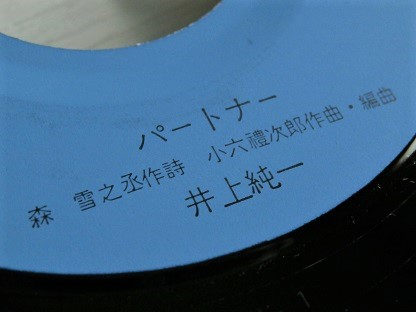 パートナー
森 雪之丞作詩 小六禮次郎作曲・編曲
井上純一